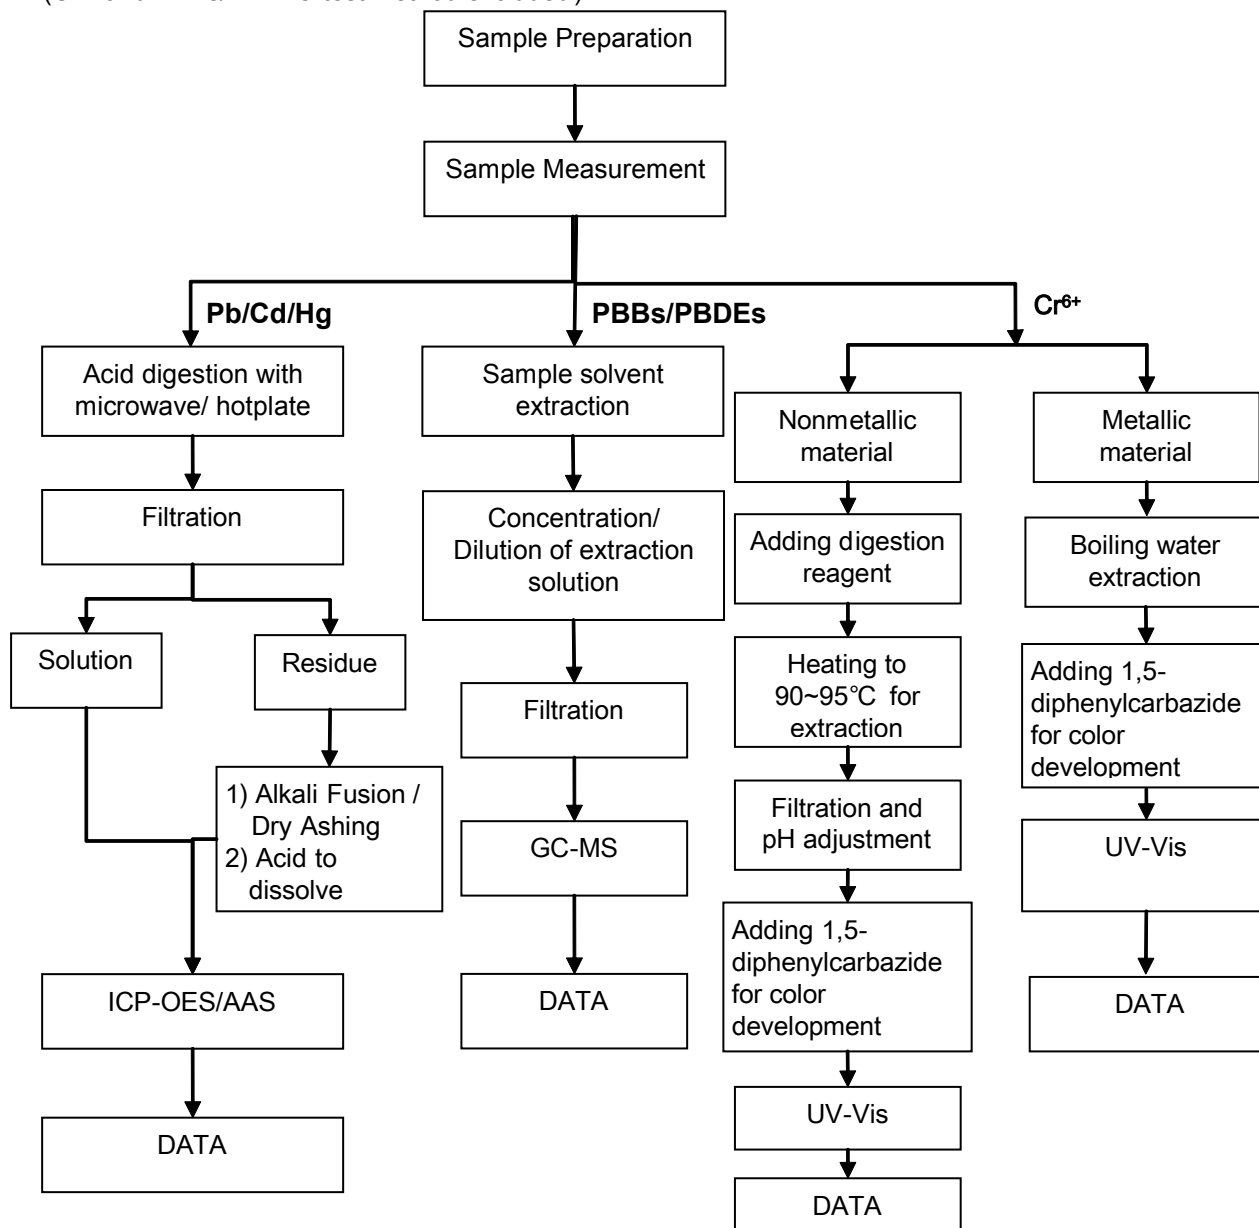 Sample Preparation
Sample Measurement
Pb/Cd/Hg
Acid digestion with
microwave/ hotplate
Filtration
Solution
Residue
1) Alkali Fusion /
Dry Ashing
2) Acid to
dissolve
ICP-OES/AAS
DATA
PBBs/PBDEs
Sample solvent
extraction
Concentration/
Dilution of extraction
solution
Filtration
GC-MS
DATA
Cr⁶⁺
Nonmetallic
material
Adding digestion
reagent
Heating to
90~95℃ for
extraction
Filtration and
pH adjustment
Adding 1,5-
diphenylcarbazide
for color
development
UV-Vis
DATA
Metallic
material
Boiling water
extraction
Adding 1,5-
diphenylcarbazide
for color
development
UV-Vis
DATA